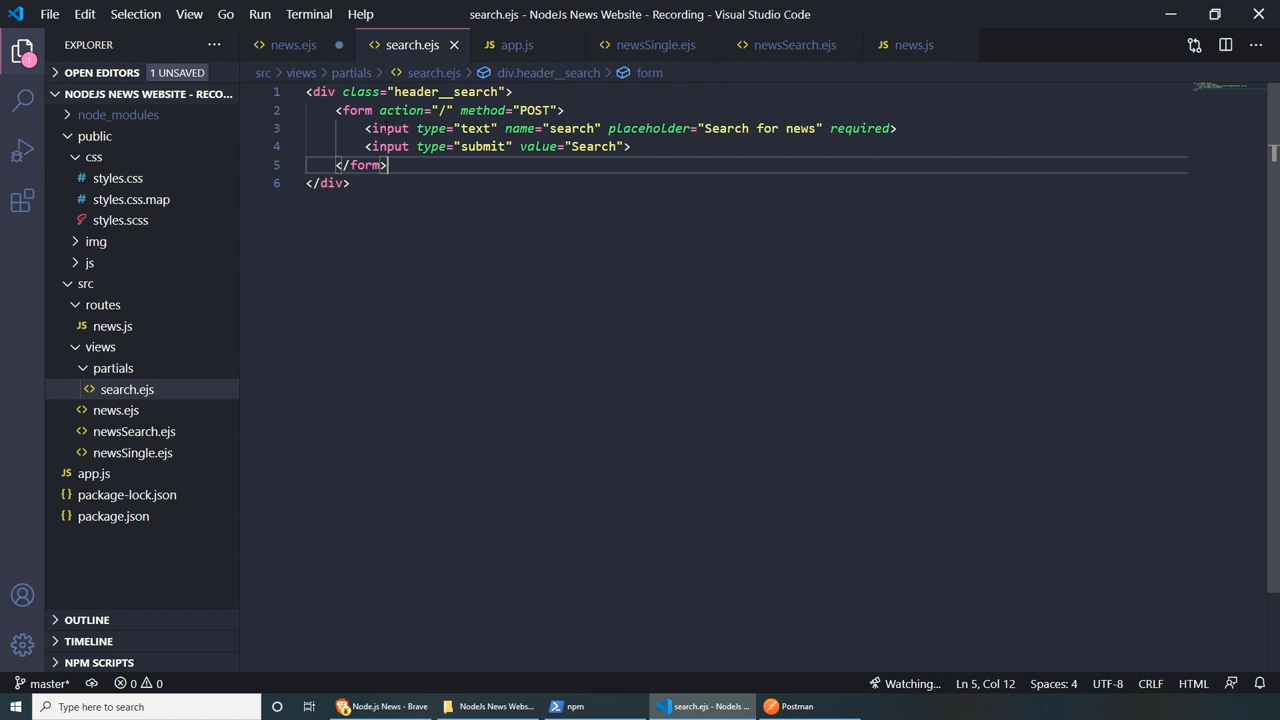 File Edit Selection View Go Run Terminal Help search.ejs - NodeJs News Website - Recording - Visual Studio Code
EXPLORER
news.ejs search.ejs app.js newsSingle.ejs newsSearch.ejs news.js
OPEN EDITORS 1 UNSAVED
src > views > partials > search.ejs > div.header__search > form
NODEJS NEWS WEBSITE - RECO...
node_modules
public
css
styles.css
styles.css.map
styles.scss
img
js
src
routes
news.js
views
partials
search.ejs
news.ejs
newsSearch.ejs
newsSingle.ejs
app.js
package-lock.json
package.json
OUTLINE
TIMELINE
NPM SCRIPTS
1 <div class="header__search">
2 <form action="/" method="POST">
3 <input type="text" name="search" placeholder="Search for news" required>
4 <input type="submit" value="Search">
5 </form>
6 </div>
1
master* 0 0 Watching... Ln 5, Col 12 Spaces: 4 UTF-8 CRLF HTML
Type here to search Node.js News - Brave NodeJs News Webs... npm search.ejs - NodeJs ... Postman